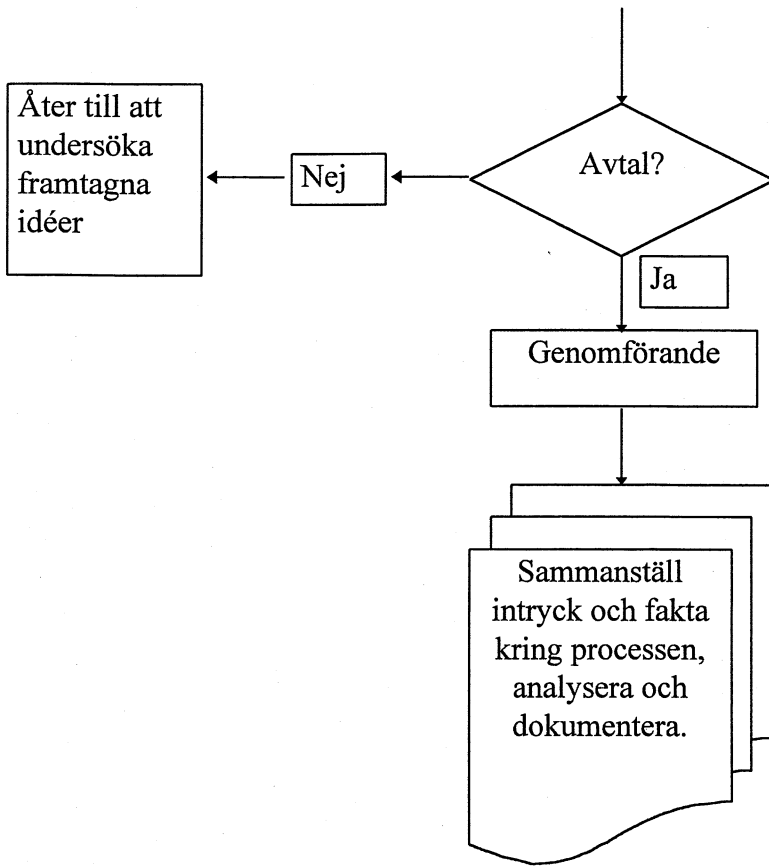 Åter till att
undersöka
framtagna
idéer
Nej
Avtal?
Ja
Genomförande
Sammanställ
intryck och fakta
kring processen,
analysera och
dokumentera.